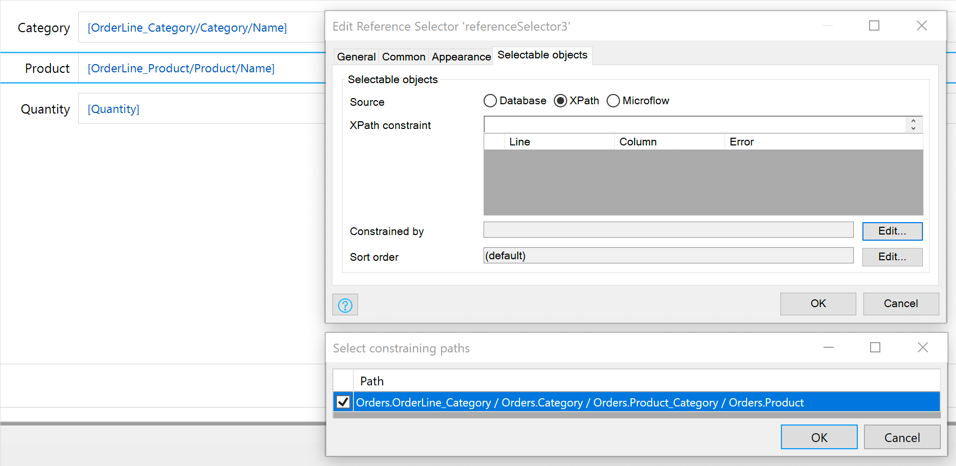 Category [OrderLine_Category/Category/Name]
Product [OrderLine_Product/Product/Name]
Quantity [Quantity]
Edit Reference Selector 'referenceSelector3'
General Common Appearance Selectable objects
Selectable objects
Source Database XPath Microflow
XPath constraint
Line Column Error
Constrained by Edit...
Sort order (default) Edit...
? OK Cancel
Select constraining paths
Path
Orders.OrderLine_Category / Orders.Category / Orders.Product_Category / Orders.Product
OK Cancel